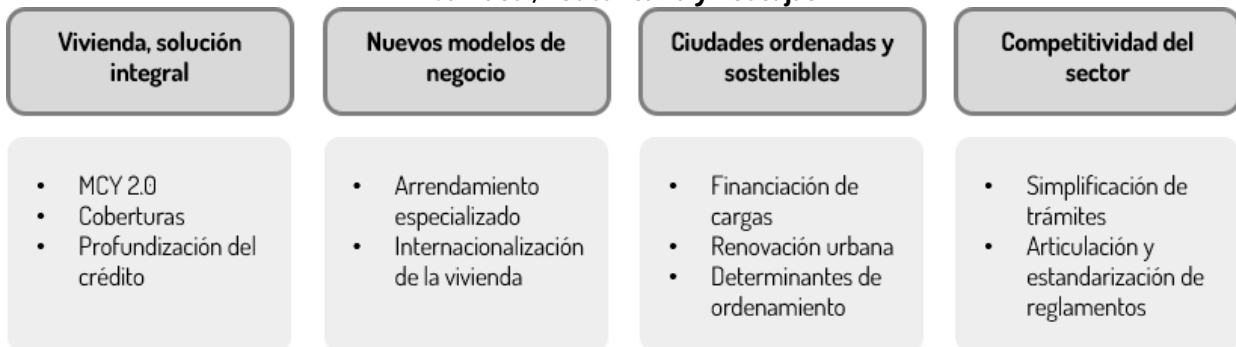 Vivienda, solución
integral
• MCY 2.0
• Coberturas
• Profundización del
crédito
Nuevos modelos de
negocio
• Arrendamiento
especializado
• Internacionalización
de la vivienda
Ciudades ordenadas y
sostenibles
• Financiación de
cargas
• Renovación urbana
• Determinantes de
ordenamiento
Competitividad del
sector
• Simplificación de
trámites
• Articulación y
estandarización de
reglamentos